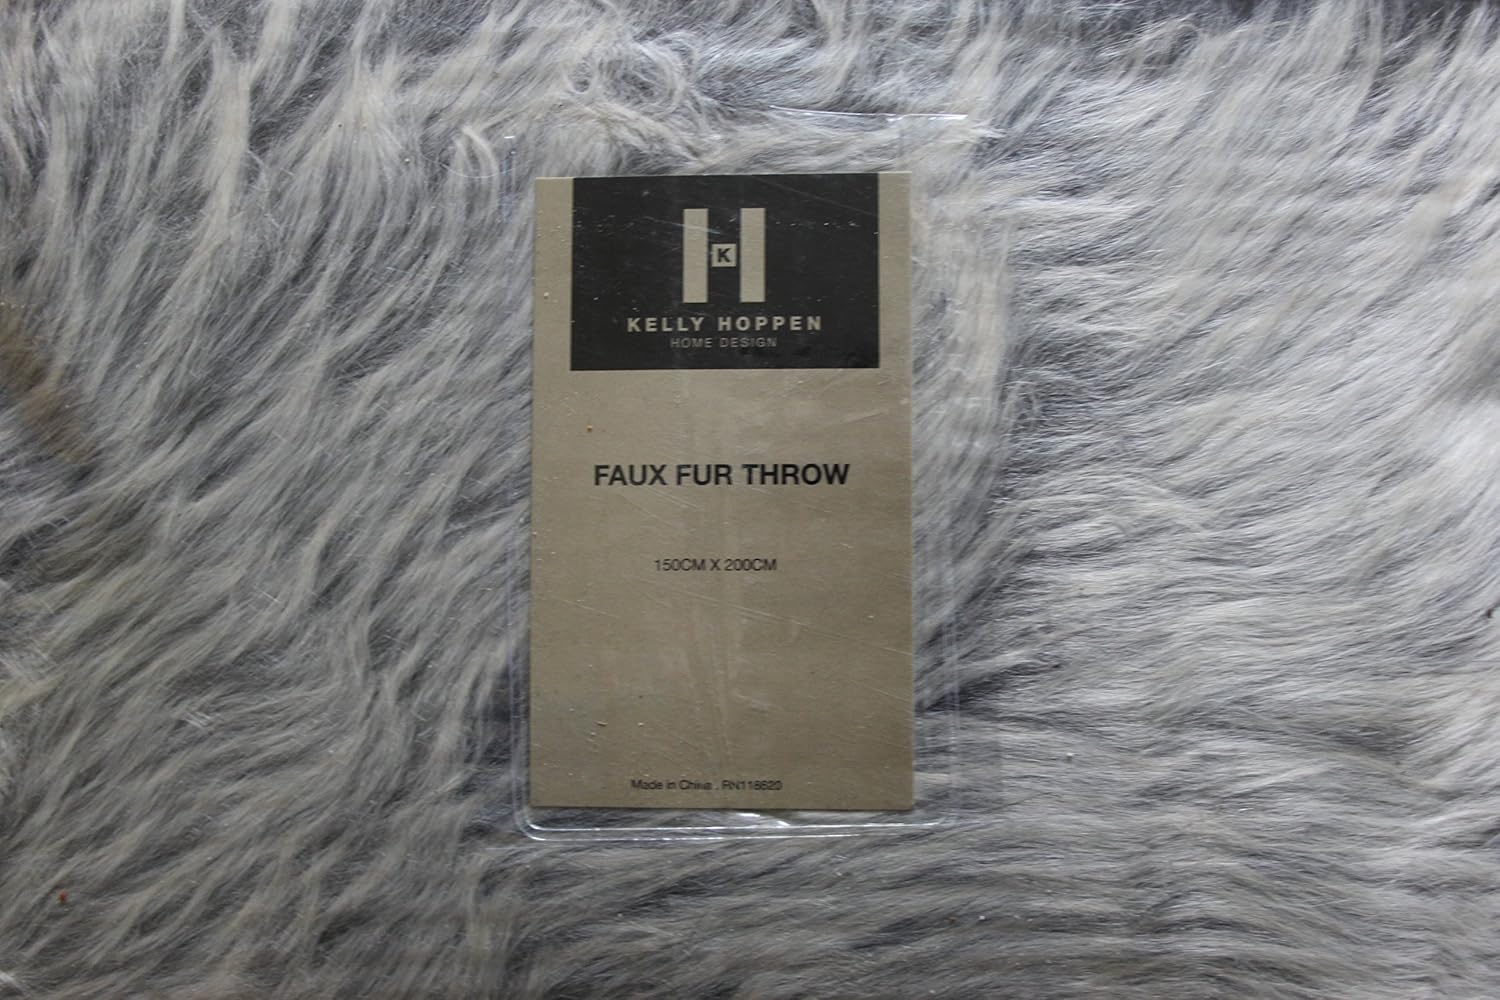 H
K
KELLY HOPPEN
HOME DESIGN
FAUX FUR THROW
150CM X 200CM
Made in China . RN118620